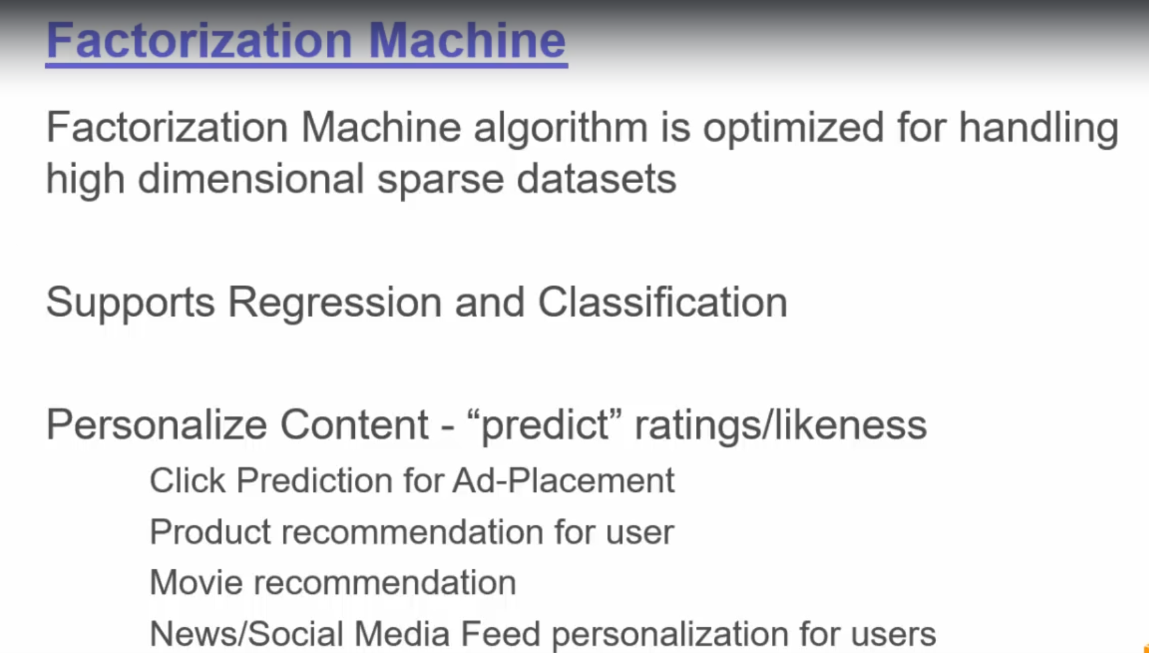 Factorization Machine
Factorization Machine algorithm is optimized for handling
high dimensional sparse datasets
Supports Regression and Classification
Personalize Content - “predict” ratings/likeness
Click Prediction for Ad-Placement
Product recommendation for user
Movie recommendation
News/Social Media Feed personalization for users